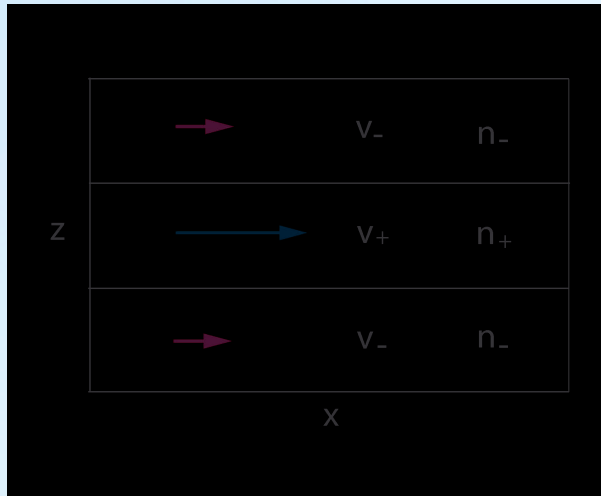 v₋ n₋
z v₊ n₊
v₋ n₋
x